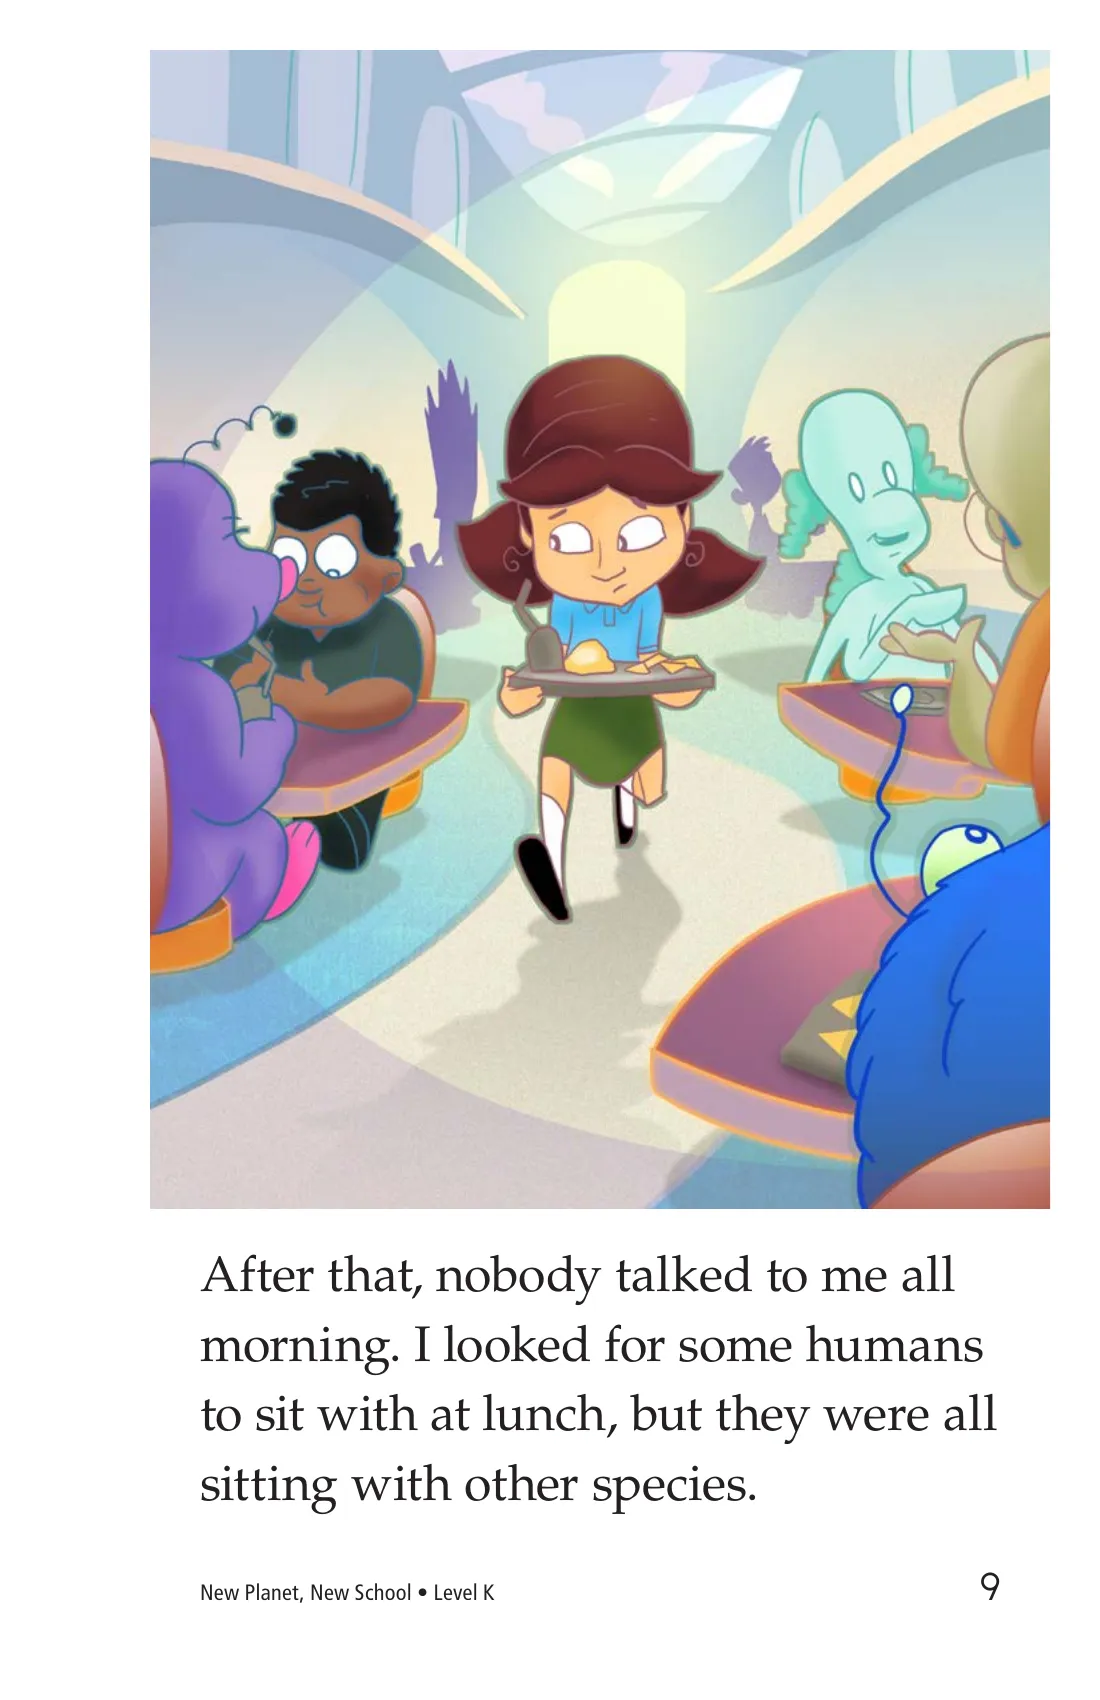 After that, nobody talked to me all
morning. I looked for some humans
to sit with at lunch, but they were all
sitting with other species.
New Planet, New School • Level K
9